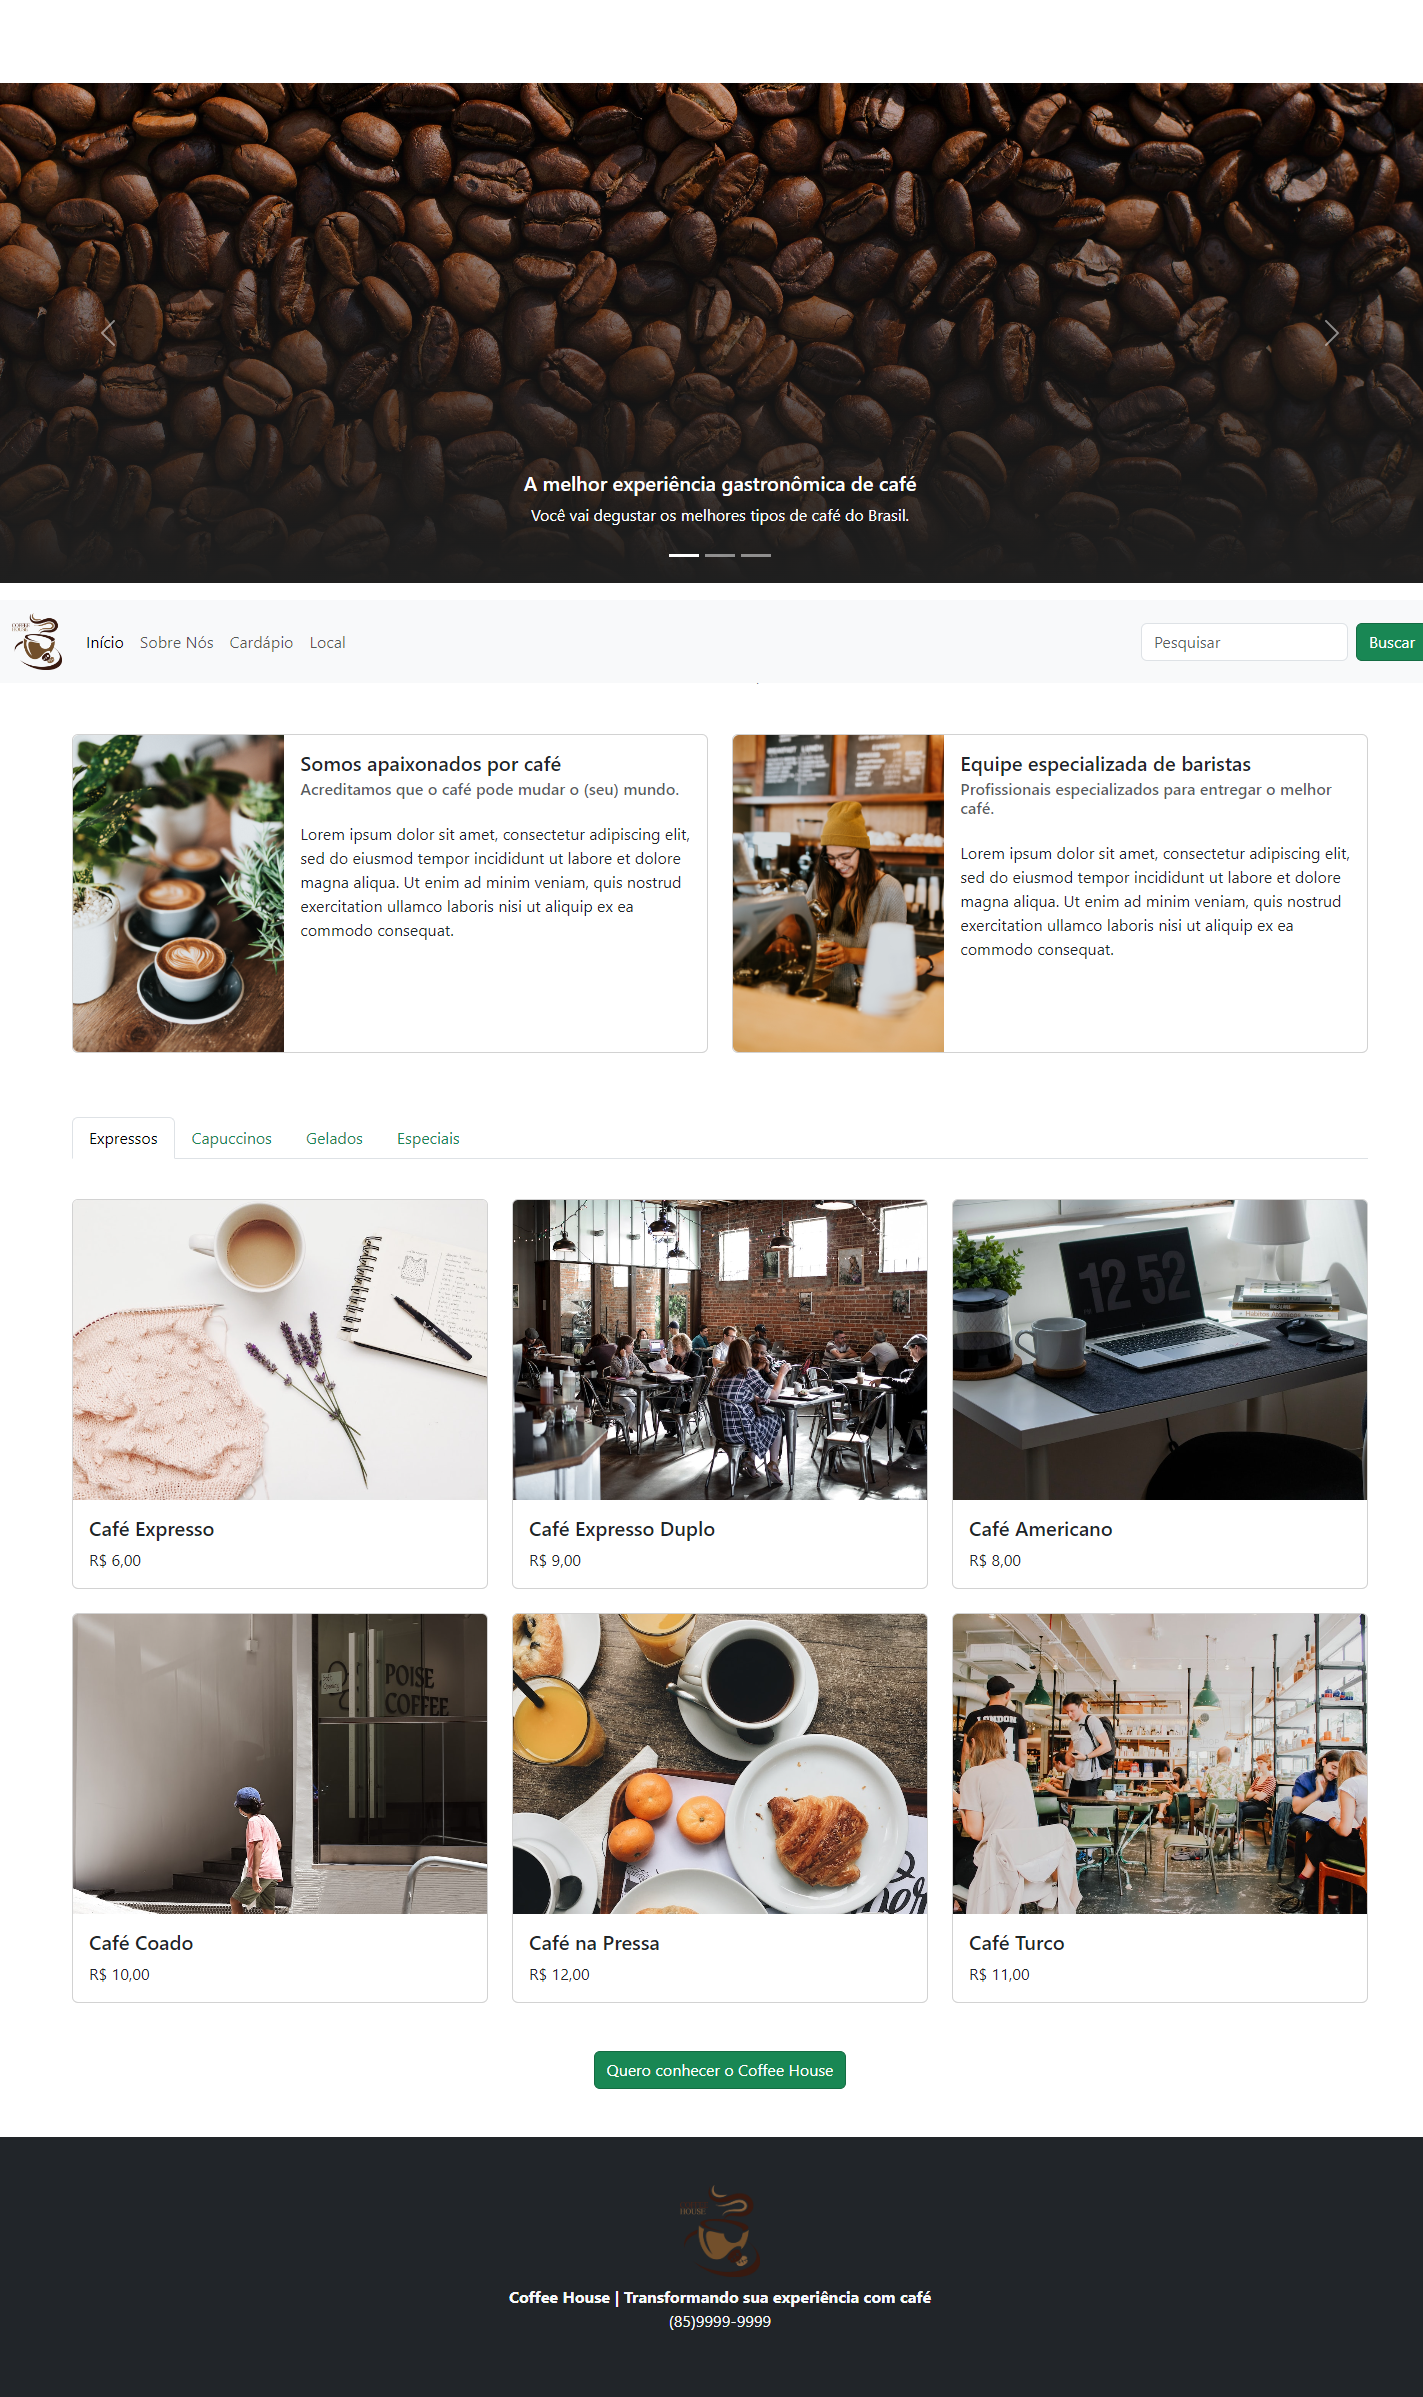 A melhor experiência gastronômica de café
Você vai degustar os melhores tipos de café do Brasil.
COFFEE
HOUSE
Início
Sobre Nós
Cardápio
Local
Pesquisar
Buscar
Somos apaixonados por café
Acreditamos que o café pode mudar o (seu) mundo.
Lorem ipsum dolor sit amet, consectetur adipiscing elit,
sed do eiusmod tempor incididunt ut labore et dolore
magna aliqua. Ut enim ad minim veniam, quis nostrud
exercitation ullamco laboris nisi ut aliquip ex ea
commodo consequat.
Equipe especializada de baristas
Profissionais especializados para entregar o melhor
café.
Lorem ipsum dolor sit amet, consectetur adipiscing elit,
sed do eiusmod tempor incididunt ut labore et dolore
magna aliqua. Ut enim ad minim veniam, quis nostrud
exercitation ullamco laboris nisi ut aliquip ex ea
commodo consequat.
Expressos
Capuccinos
Gelados
Especiais
12 52
Café Expresso
R$ 6,00
Café Expresso Duplo
R$ 9,00
Café Americano
R$ 8,00
POISE
COFFEE
LONDON
Café Coado
R$ 10,00
Café na Pressa
R$ 12,00
Café Turco
R$ 11,00
Quero conhecer o Coffee House
HOUSE
Coffee House | Transformando sua experiência com café
(85)9999-9999